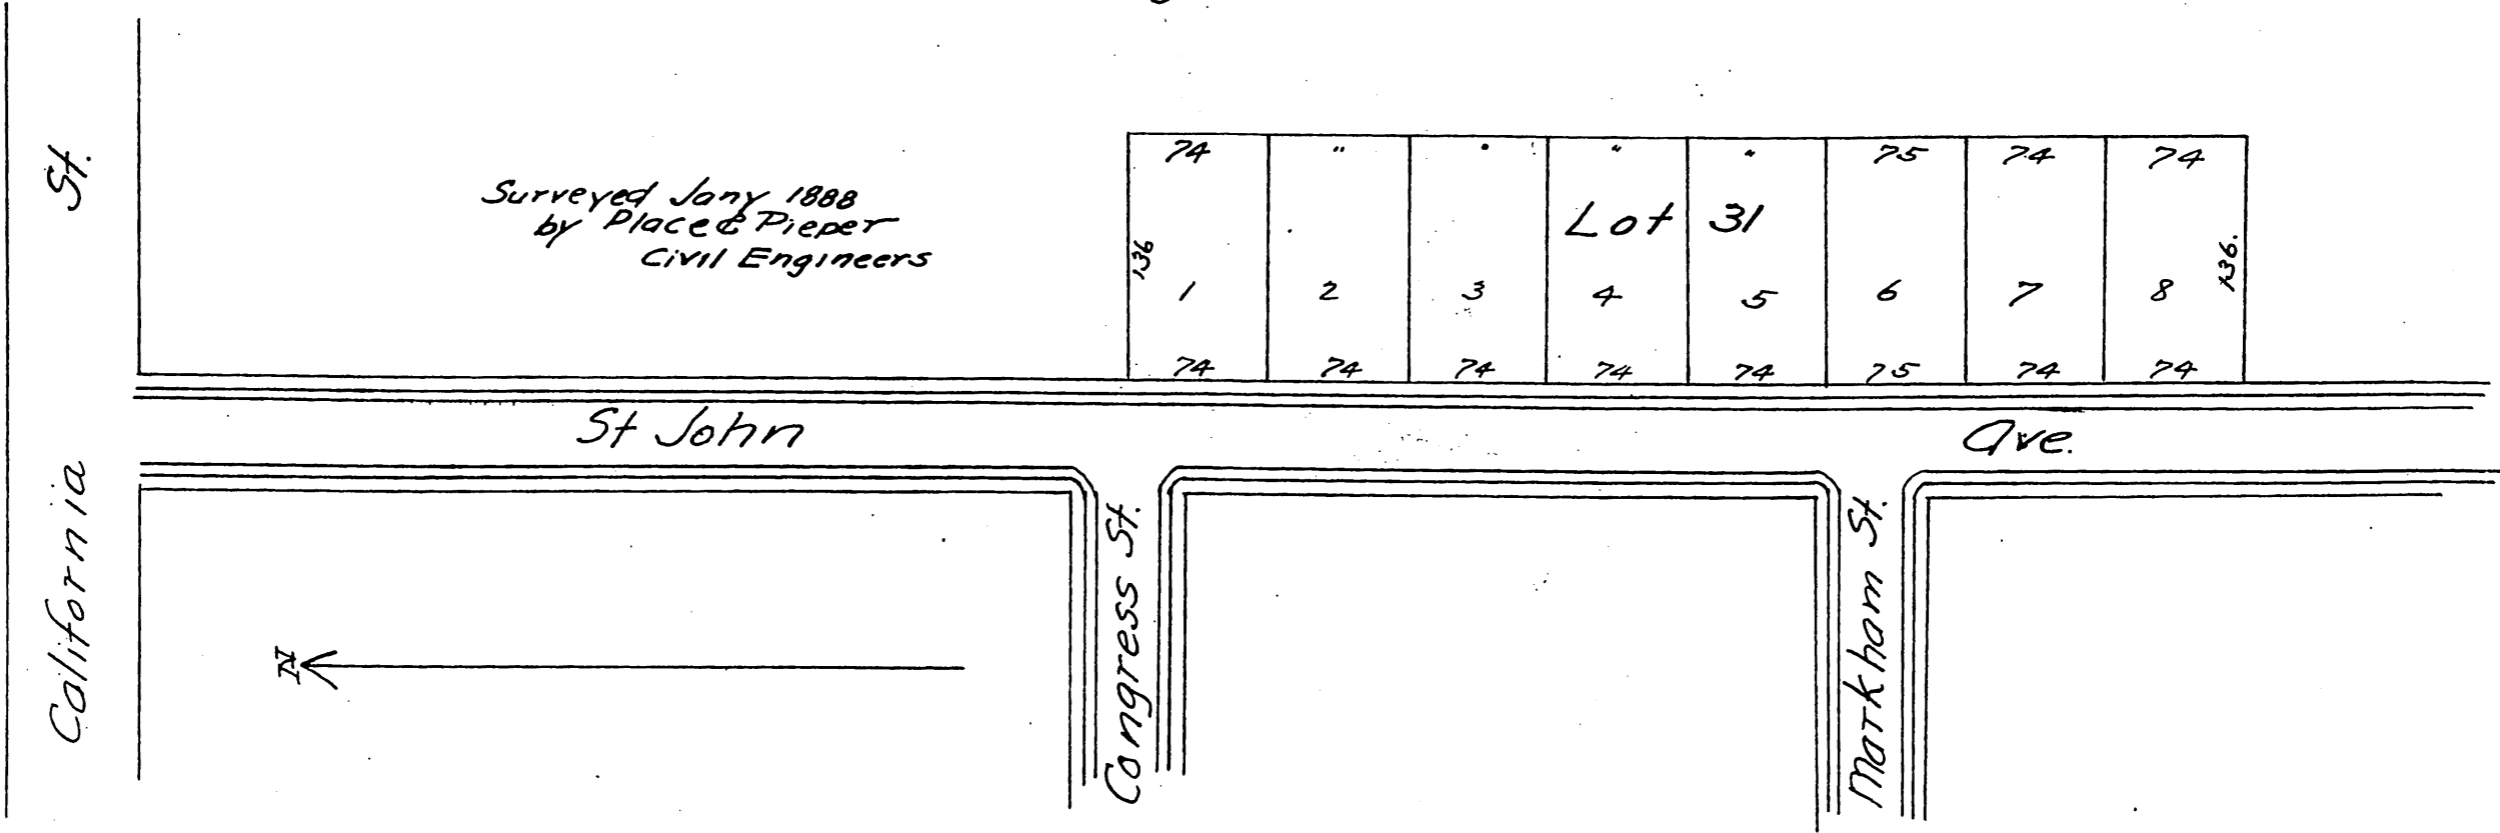 St.
California
Surveyed Jany 1888
by Place & Pieper
Civil Engineers
74 " " " " 75 74 74
Lot 31
136 136.
1 2 3 4 5 6 7 8
74 74 74 74 74 75 74 74
St John Ave.
Congress St.
Markham St.
N